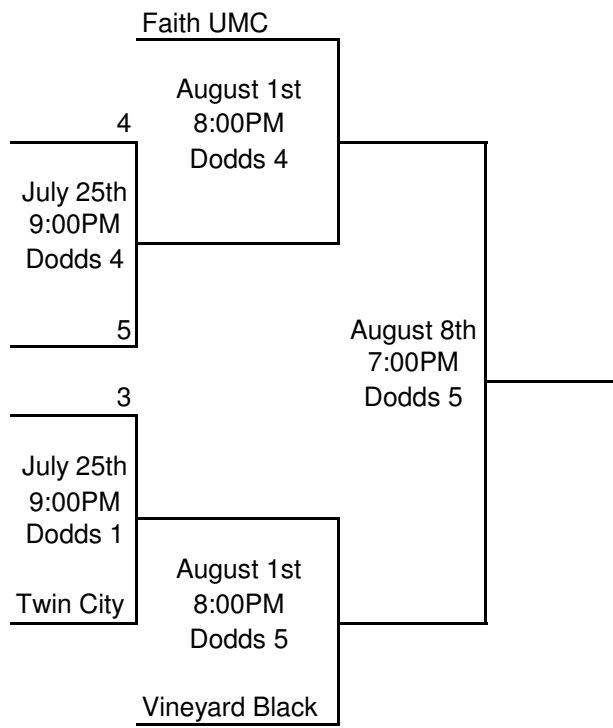 Faith UMC
August 1st
8:00PM
Dodds 4
4
July 25th
9:00PM
Dodds 4
5
August 8th
7:00PM
Dodds 5
3
July 25th
9:00PM
Dodds 1
Twin City
August 1st
8:00PM
Dodds 5
Vineyard Black